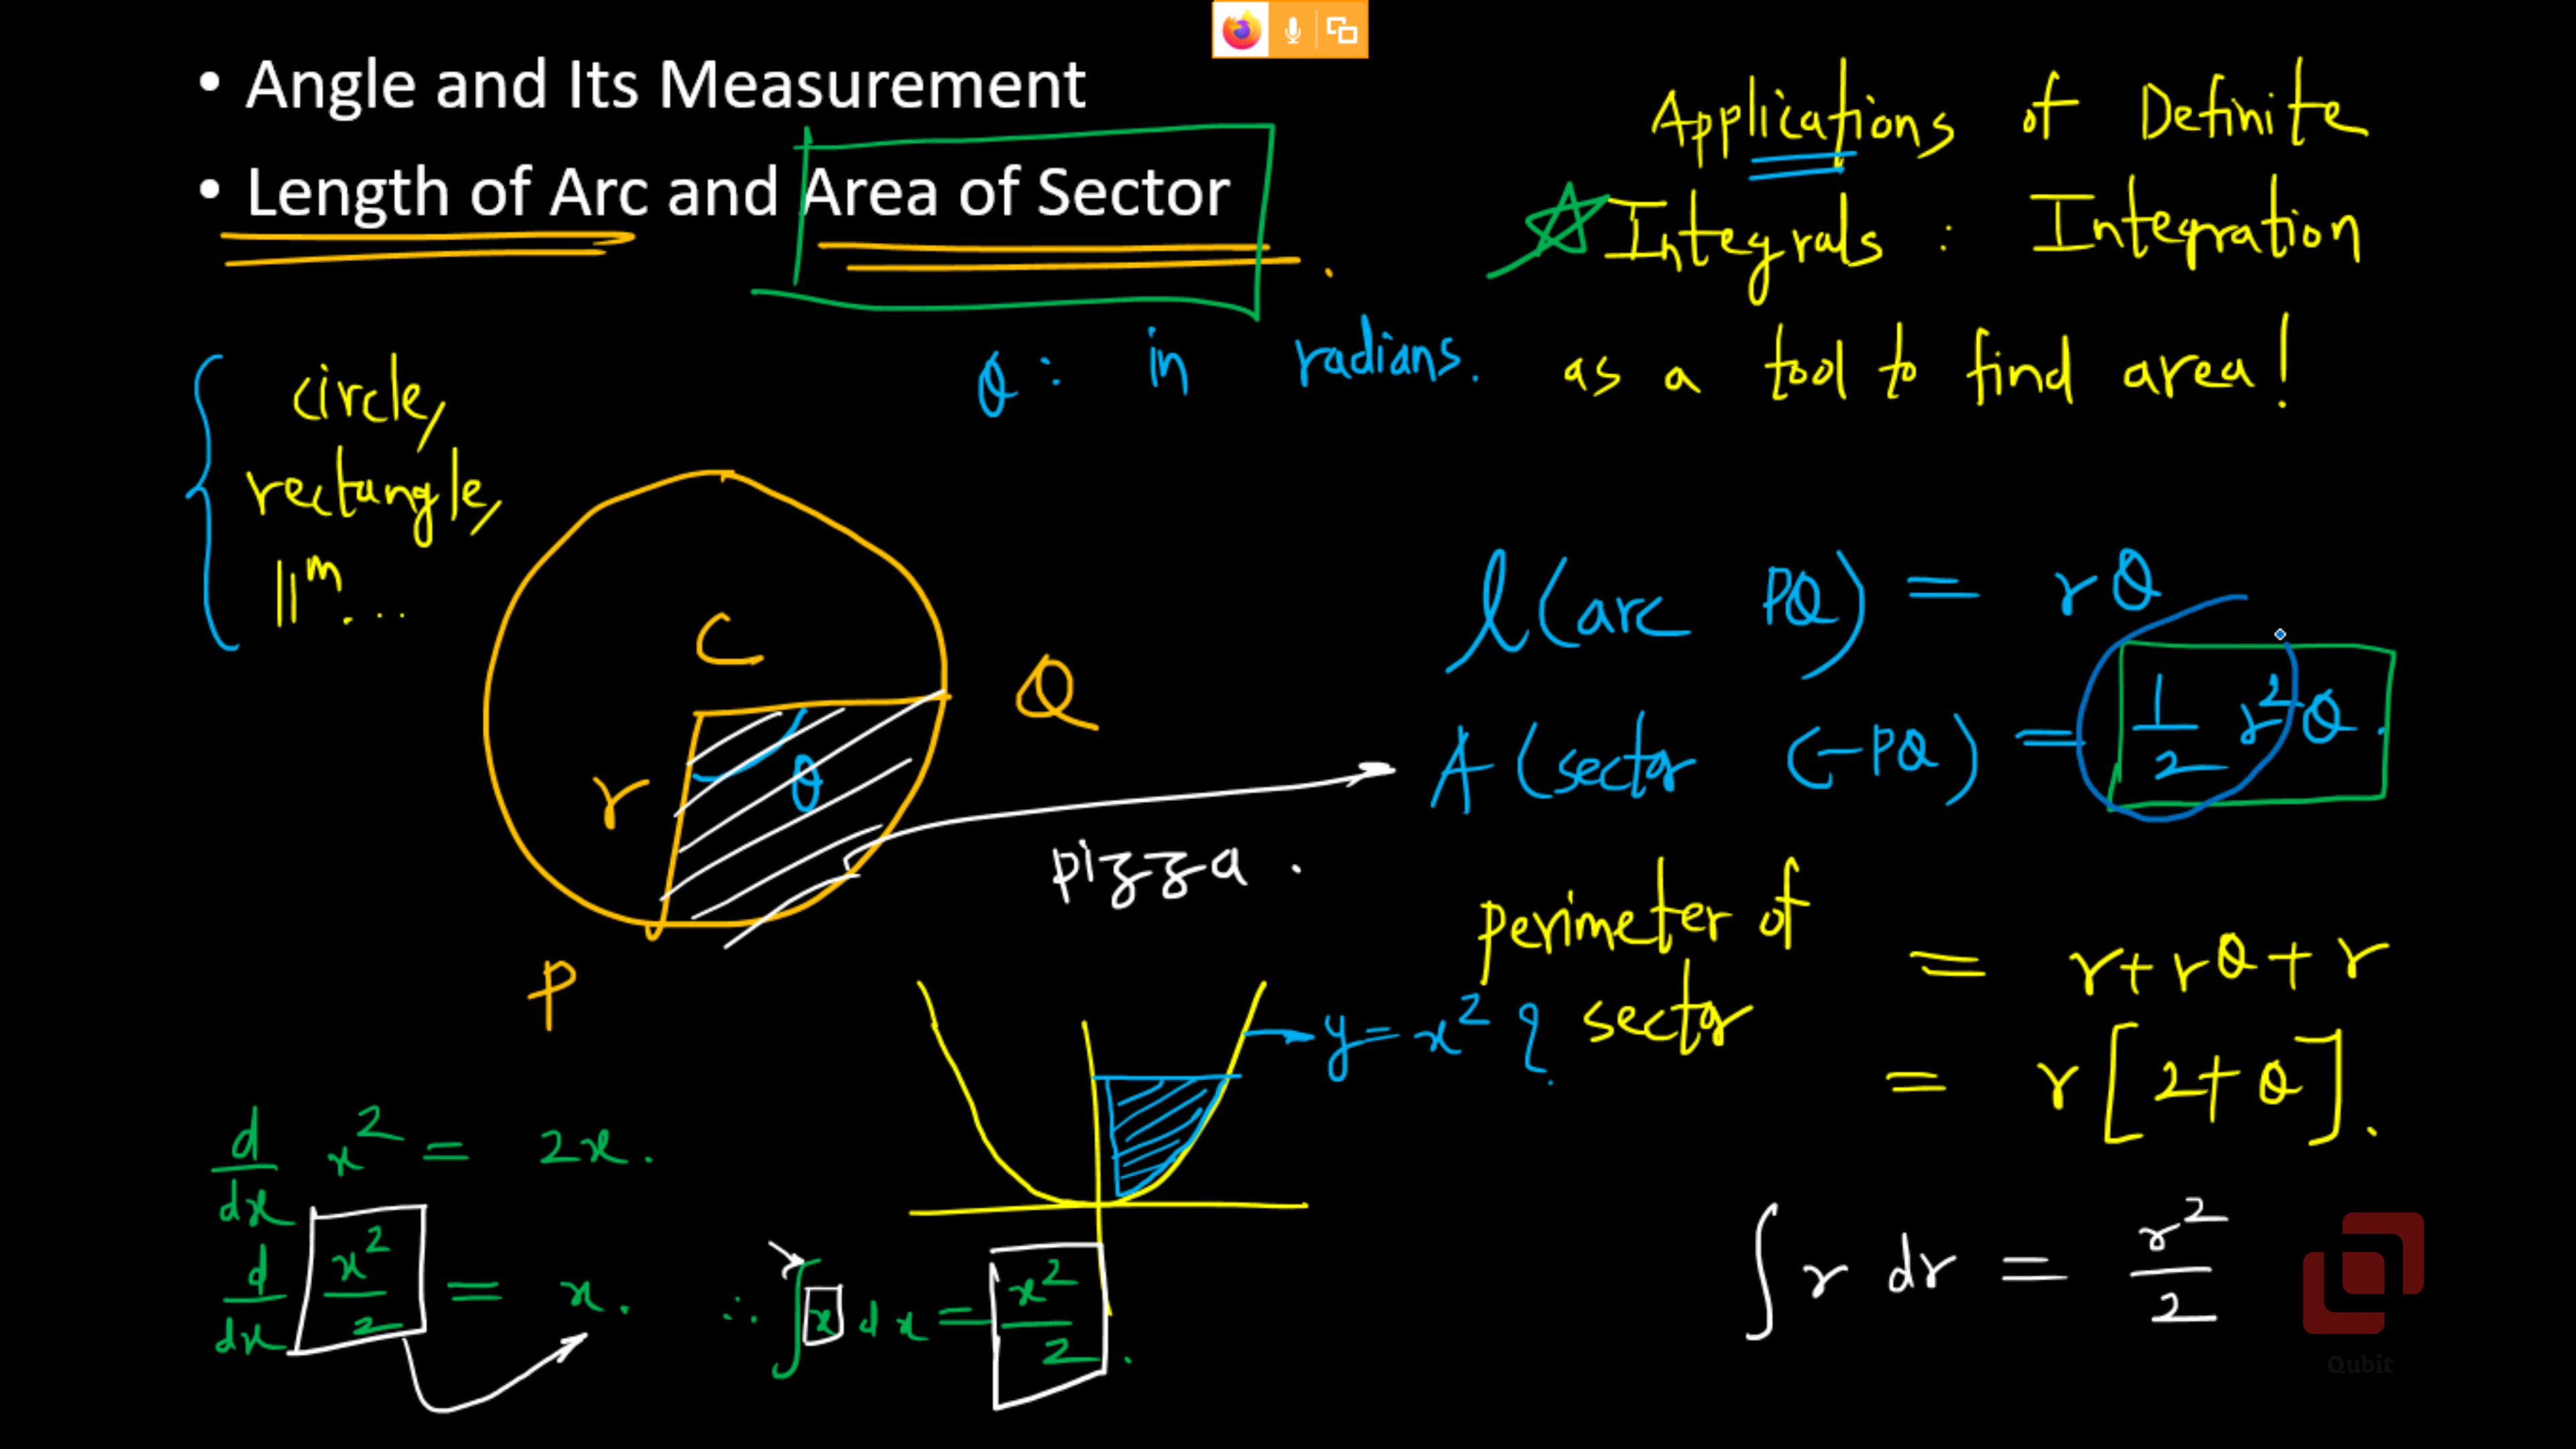 • Angle and Its Measurement
• Length of Arc and Area of Sector
Applications of Definite
Integrals : Integration
as a tool to find area!
θ : in radians.
circle,
rectangle,
||m...
C
Q
r
θ
P
pizza.
l(arc PQ) = rθ
A(sector C-PQ) = 1/2 r²θ.
perimeter of
sector
= r + rθ + r
= r[2+θ].
y = x² ?
d/dx x² = 2x.
d/dx x²/2 = x.
∴ ∫x dx = x²/2.
∫ r dr = r²/2
Qubit